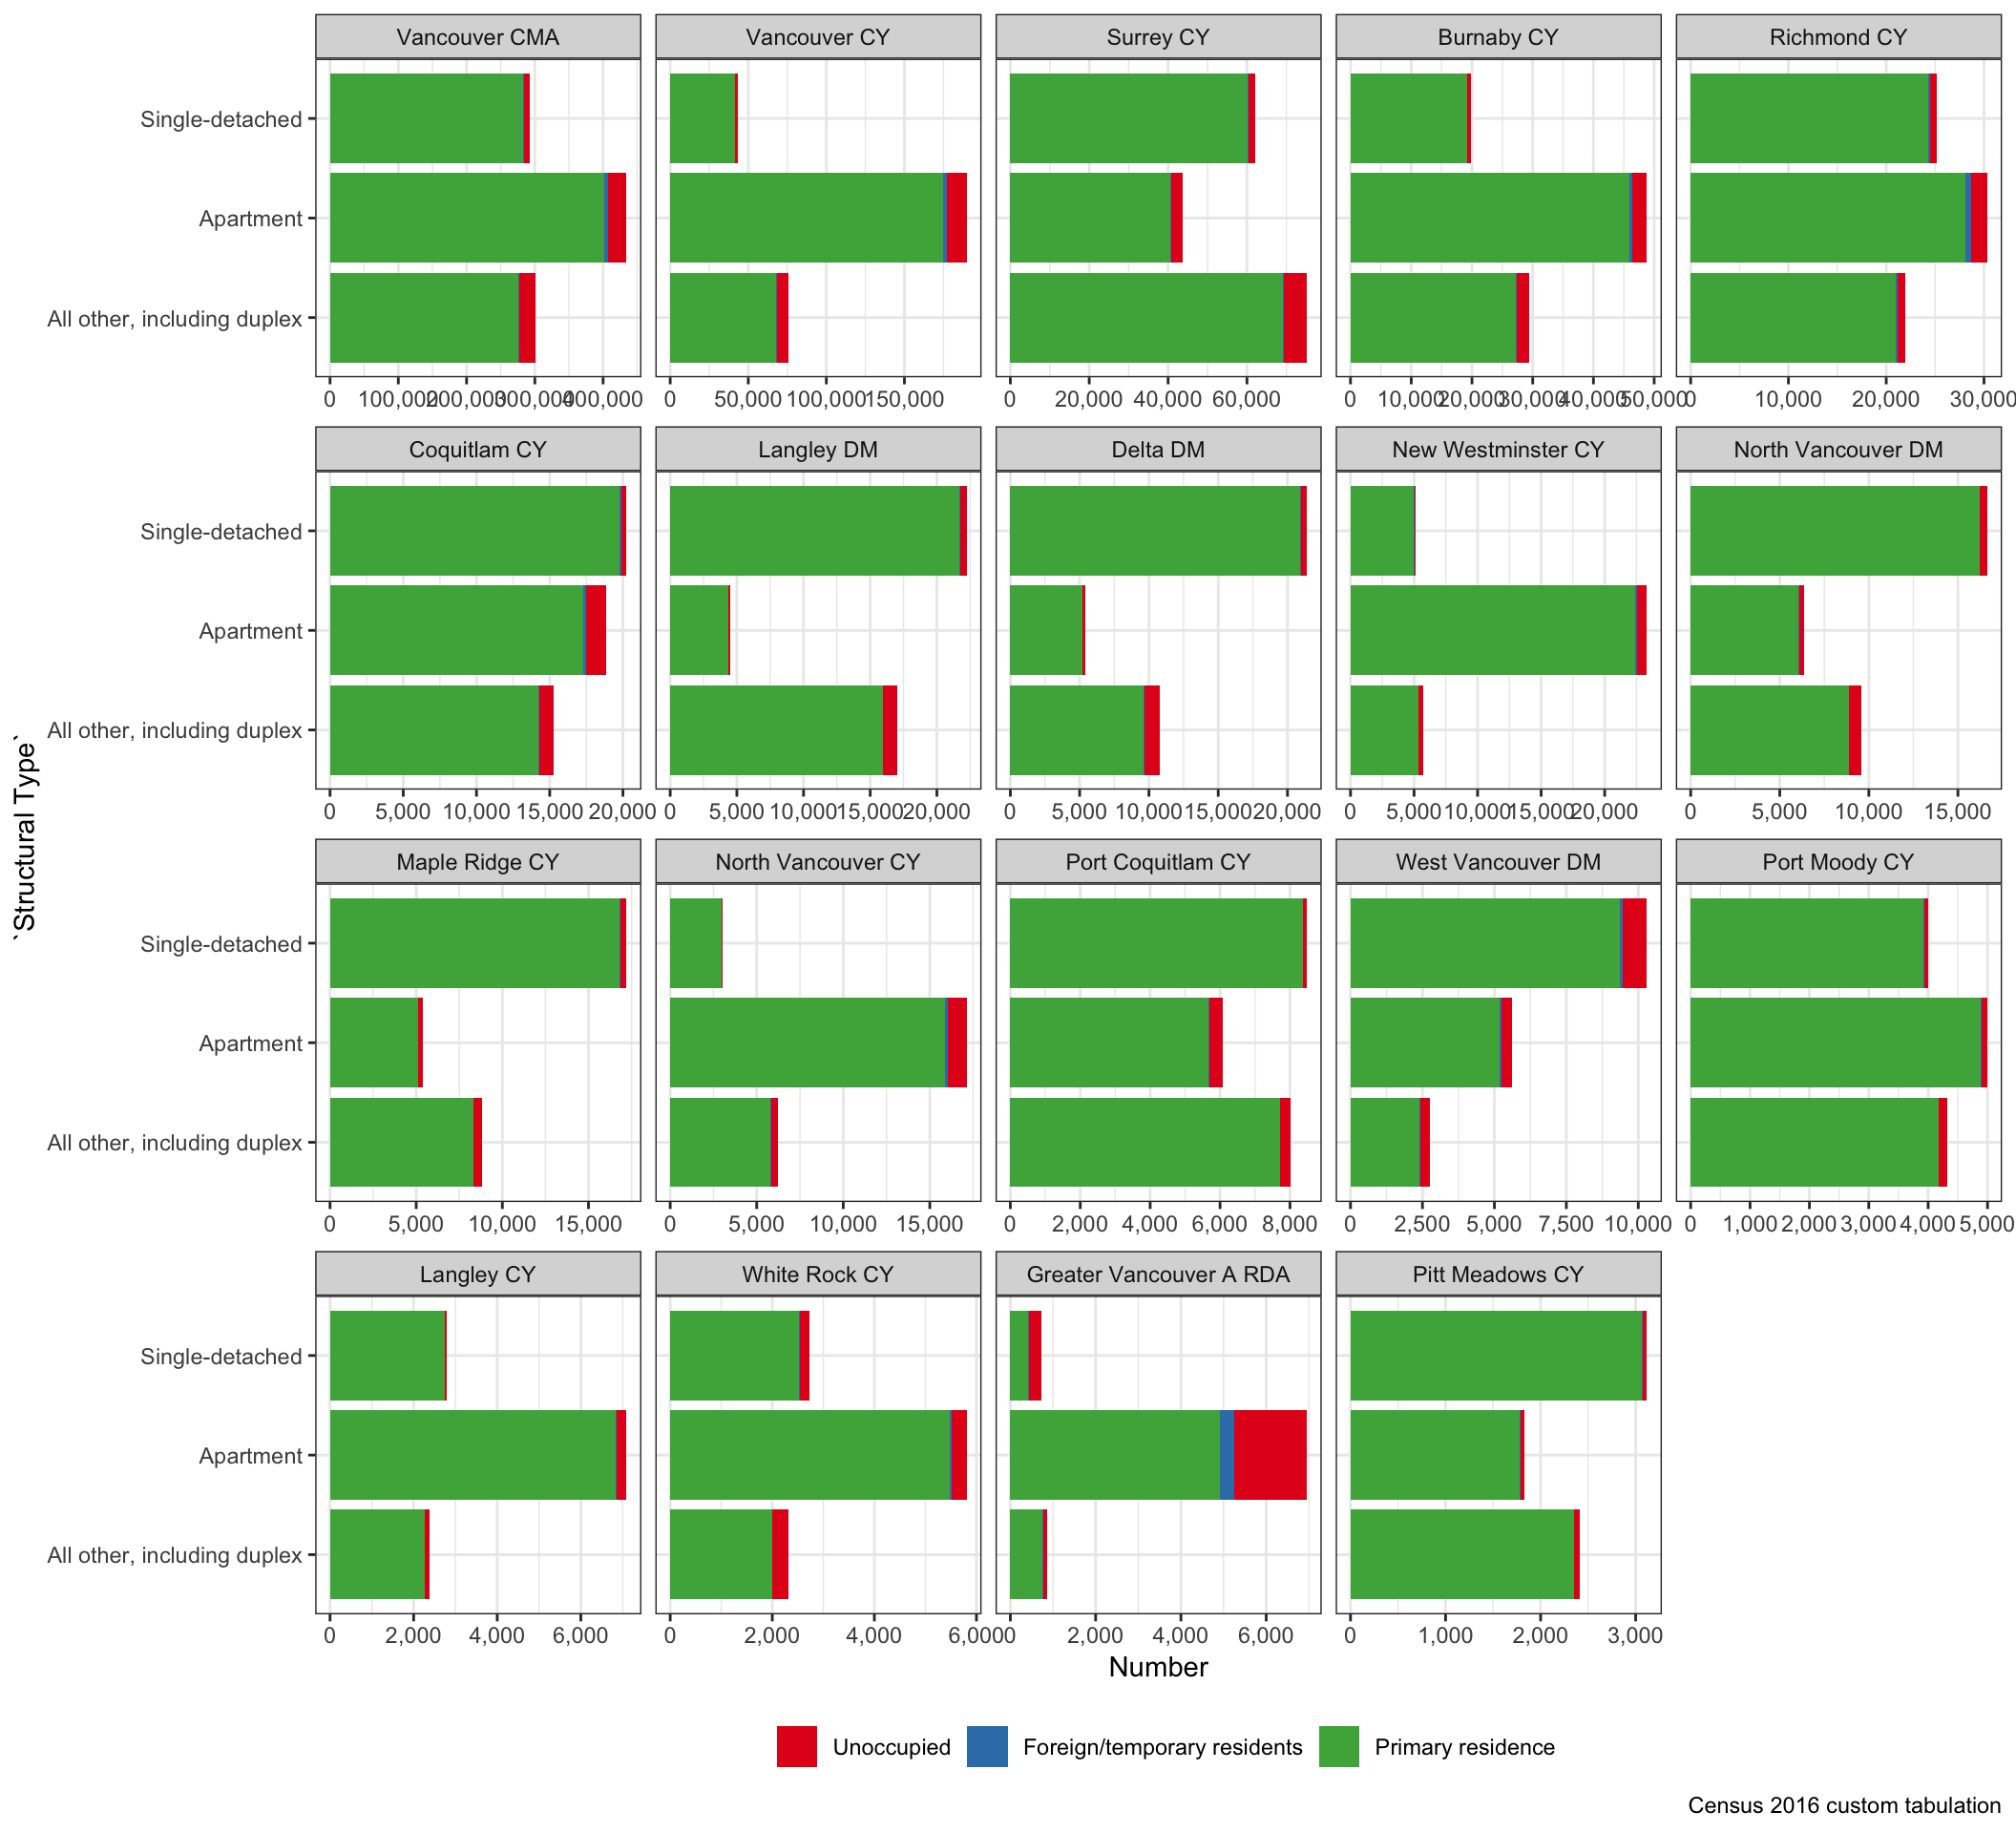 Vancouver CMA
Vancouver CY
Surrey CY
Burnaby CY
Richmond CY
Single-detached
Apartment
All other, including duplex
0 100,000 200,000 300,000 400,000
0 50,000 100,000 150,000
0 20,000 40,000 60,000
0 10,000 20,000 30,000 40,000 50,000
0 10,000 20,000 30,000
Coquitlam CY
Langley DM
Delta DM
New Westminster CY
North Vancouver DM
Single-detached
Apartment
All other, including duplex
0 5,000 10,000 15,000 20,000
0 5,000 10,000 15,000 20,000
0 5,000 10,000 15,000 20,000
0 5,000 10,000 15,000 20,000
0 5,000 10,000 15,000
`Structural Type`
Maple Ridge CY
North Vancouver CY
Port Coquitlam CY
West Vancouver DM
Port Moody CY
Single-detached
Apartment
All other, including duplex
0 5,000 10,000 15,000
0 5,000 10,000 15,000
0 2,000 4,000 6,000 8,000
0 2,500 5,000 7,500 10,000
0 1,000 2,000 3,000 4,000 5,000
Langley CY
White Rock CY
Greater Vancouver A RDA
Pitt Meadows CY
Single-detached
Apartment
All other, including duplex
0 2,000 4,000 6,000
0 2,000 4,000 6,000
0 2,000 4,000 6,000
0 1,000 2,000 3,000
Number
Unoccupied
Foreign/temporary residents
Primary residence
Census 2016 custom tabulation